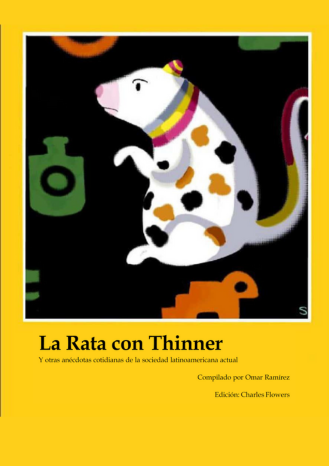 S
La Rata con Thinner
Y otras anécdotas cotidianas de la sociedad latinoamericana actual
Compilado por Omar Ramírez
Edición: Charles Flowers